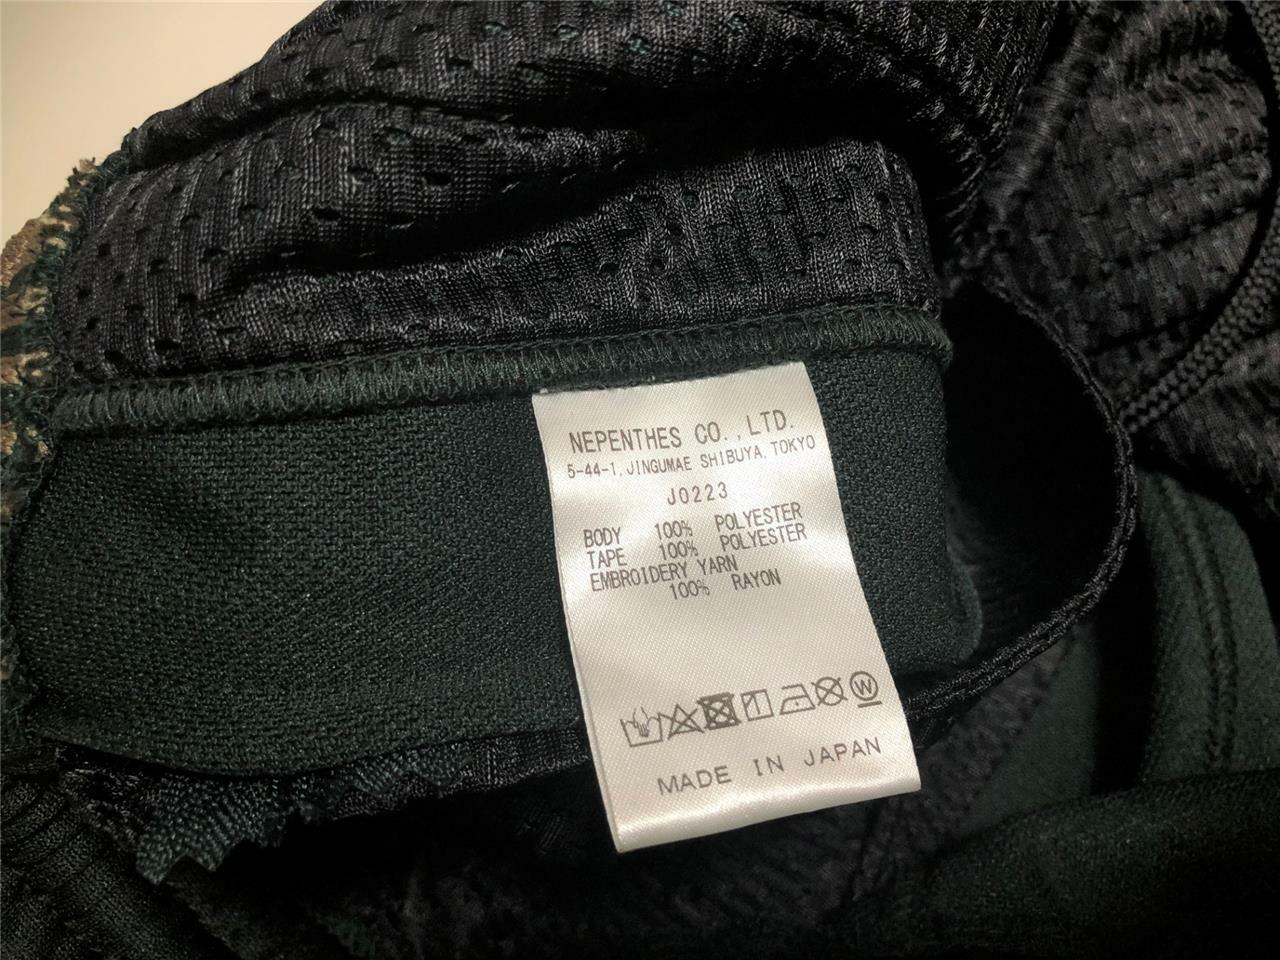 NEPENTHES CO.,LTD.
5-44-1,JINGUMAE SHIBUYA,TOKYO
J0223
BODY 100% POLYESTER
TAPE 100% POLYESTER
EMBROIDERY YARN
100% RAYON
W
MADE IN JAPAN